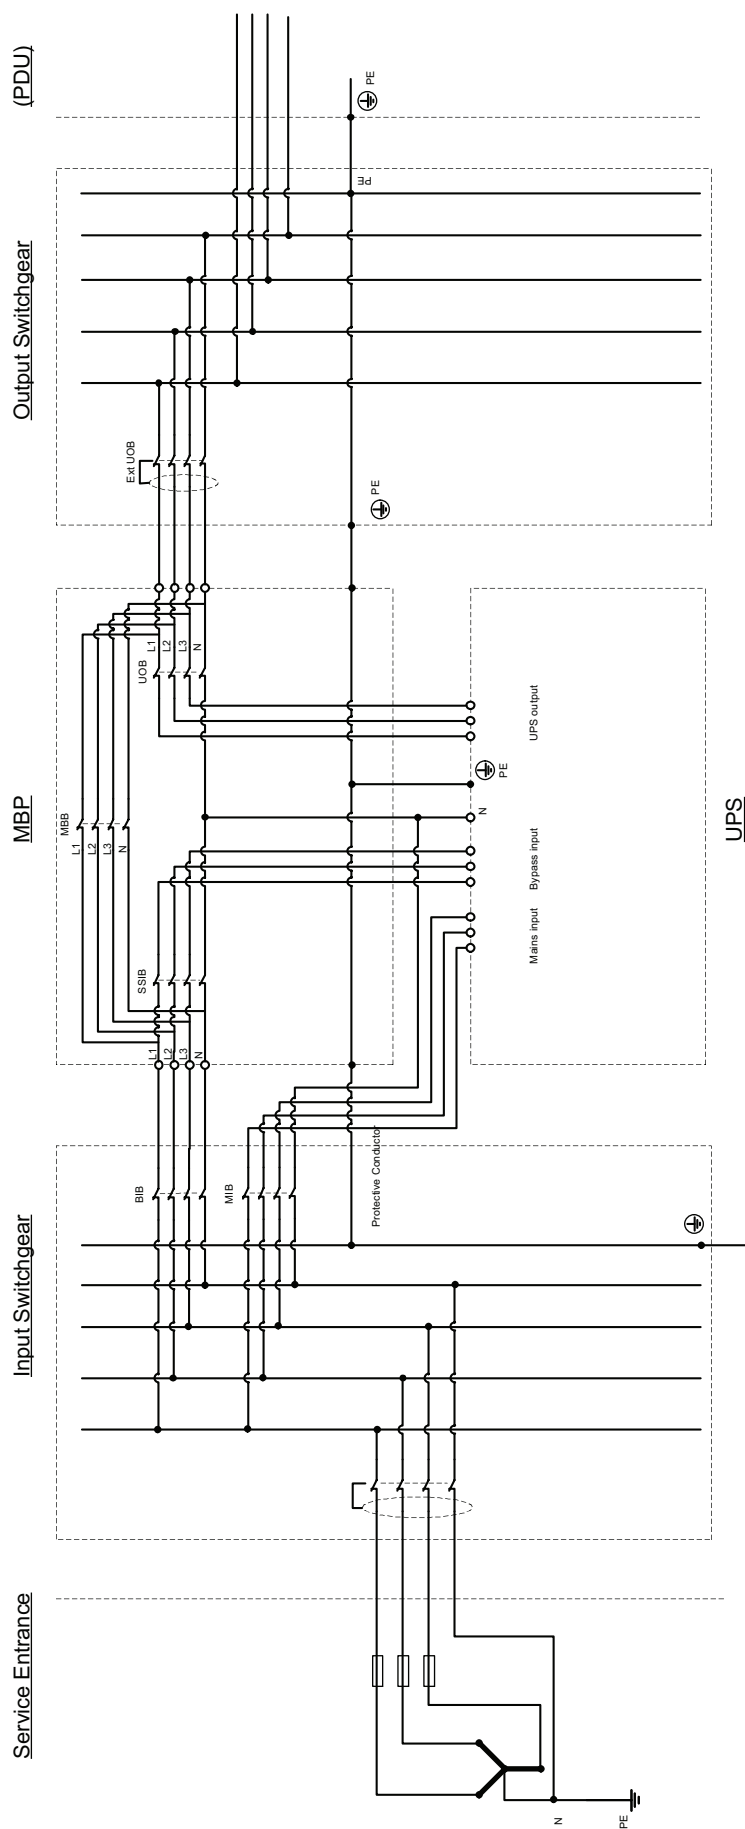 Service Entrance
Input Switchgear
MBP
Output Switchgear
(PDU)
UPS
N
PE
BIB
MIB
Protective Conductor
L1
L2
L3
N
SSIB
MBB
L1
L2
L3
N
UOB
L1
L2
L3
N
Mains input
Bypass input
N
PE
UPS output
Ext UOB
PE
PE
PE